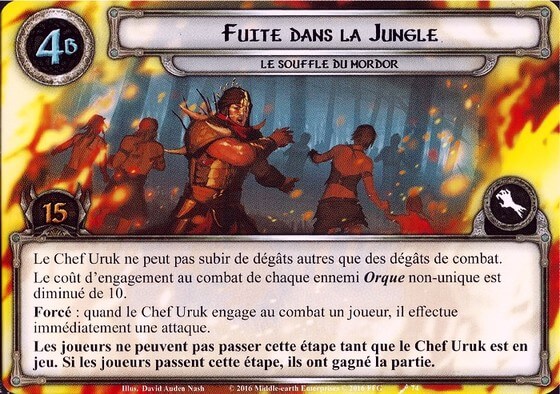 4B
FUITE DANS LA JUNGLE
LE SOUFFLE DU MORDOR
15
Le Chef Uruk ne peut pas subir de dégâts autres que des dégâts de combat.
Le coût d'engagement au combat de chaque ennemi Orque non-unique est
diminué de 10.
Forcé : quand le Chef Uruk engage au combat un joueur, il effectue
immédiatement une attaque.
Les joueurs ne peuvent pas passer cette étape tant que le Chef Uruk est en
jeu. Si les joueurs passent cette étape, ils ont gagné la partie.
Illus. David Auden Nash © 2016 Middle-earth Enterprises © 2016 FFG. 74